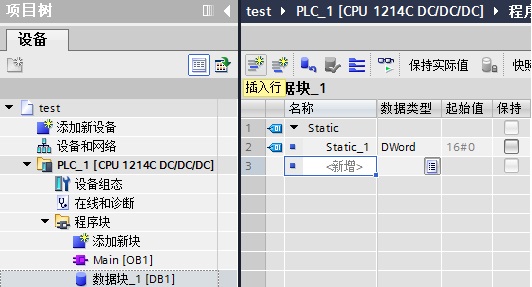 项目树
设备
test
添加新设备
设备和网络
PLC_1 [CPU 1214C DC/DC/DC]
设备组态
在线和诊断
程序块
添加新块
Main [OB1]
数据块_1 [DB1]
test ▸ PLC_1 [CPU 1214C DC/DC/DC] ▸ 程序
保持实际值 快照
插入行
据块_1
名称 数据类型 起始值 保持
1 Static
2 Static_1 DWord 16#0
3 <新增>